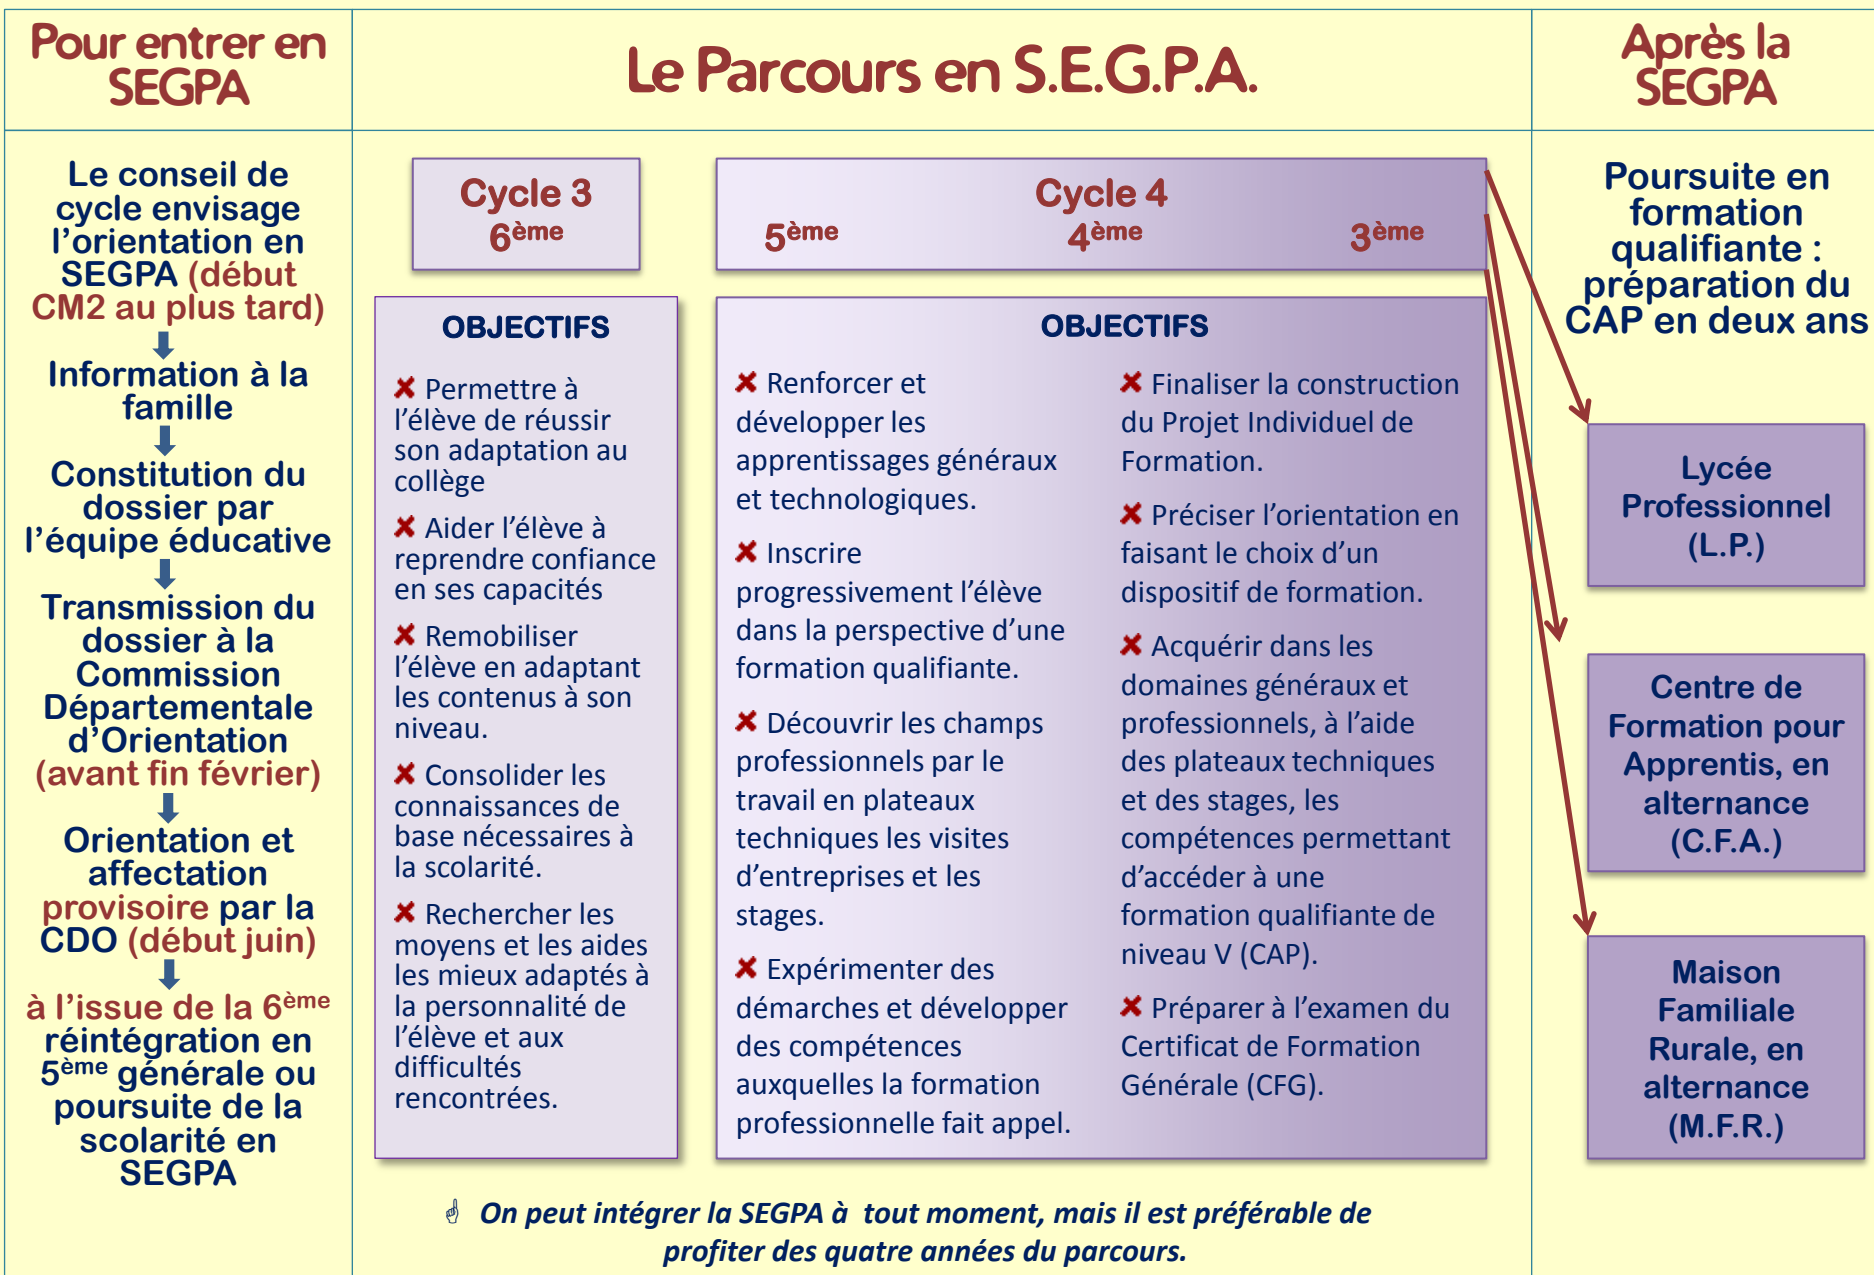 Pour entrer en
SEGPA
Le Parcours en S.E.G.P.A.
Après la
SEGPA
Le conseil de
cycle envisage
l'orientation en
SEGPA (début
CM2 au plus tard)
Information à la
famille
Constitution du
dossier par
l'équipe éducative
Transmission du
dossier à la
Commission
Départementale
d'Orientation
(avant fin février)
Orientation et
affectation
provisoire par la
CDO (début juin)
à l'issue de la 6ème
réintégration en
5ème générale ou
poursuite de la
scolarité en
SEGPA
Cycle 3
6ème
OBJECTIFS
✘ Permettre à
l'élève de réussir
son adaptation au
collège
✘ Aider l'élève à
reprendre confiance
en ses capacités
✘ Remobiliser
l'élève en adaptant
les contenus à son
niveau.
✘ Consolider les
connaissances de
base nécessaires à
la scolarité.
✘ Rechercher les
moyens et les aides
les mieux adaptés à
la personnalité de
l'élève et aux
difficultés
rencontrées.
Cycle 4
5ème 4ème 3ème
OBJECTIFS
✘ Renforcer et
développer les
apprentissages généraux
et technologiques.
✘ Inscrire
progressivement l'élève
dans la perspective d'une
formation qualifiante.
✘ Découvrir les champs
professionnels par le
travail en plateaux
techniques les visites
d'entreprises et les
stages.
✘ Expérimenter des
démarches et développer
des compétences
auxquelles la formation
professionnelle fait appel.
✘ Finaliser la construction
du Projet Individuel de
Formation.
✘ Préciser l'orientation en
faisant le choix d'un
dispositif de formation.
✘ Acquérir dans les
domaines généraux et
professionnels, à l'aide
des plateaux techniques
et des stages, les
compétences permettant
d'accéder à une
formation qualifiante de
niveau V (CAP).
✘ Préparer à l'examen du
Certificat de Formation
Générale (CFG).
☝ On peut intégrer la SEGPA à tout moment, mais il est préférable de
profiter des quatre années du parcours.
Poursuite en
formation
qualifiante :
préparation du
CAP en deux ans
Lycée
Professionnel
(L.P.)
Centre de
Formation pour
Apprentis, en
alternance
(C.F.A.)
Maison
Familiale
Rurale, en
alternance
(M.F.R.)